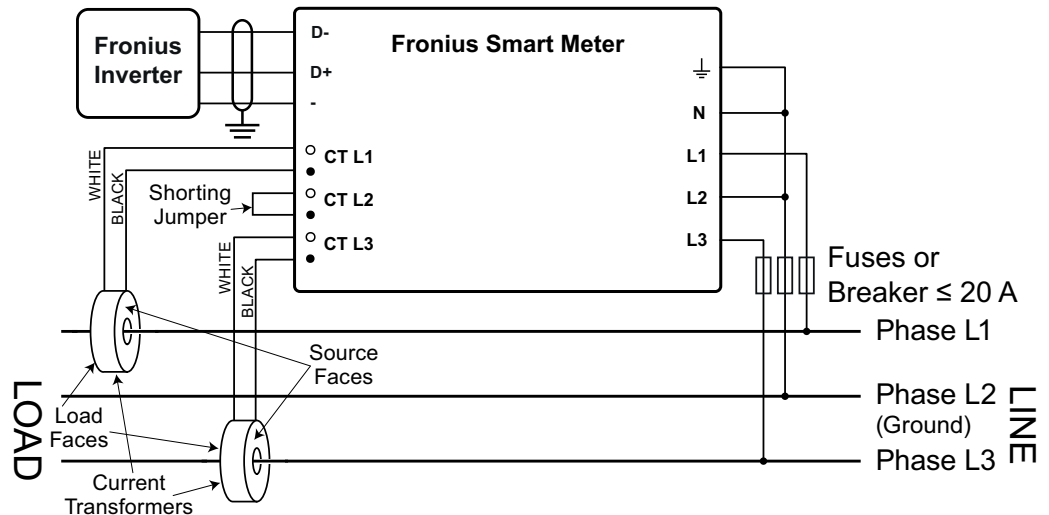 Fronius
Inverter
D-
D+
-
Fronius Smart Meter
N
L1
L2
L3
CT L1
CT L2
CT L3
WHITE
BLACK
Shorting
Jumper
WHITE
BLACK
Fuses or
Breaker ≤ 20 A
Phase L1
Source
Faces
Phase L2
(Ground)
Phase L3
LOAD
LINE
Load
Faces
Current
Transformers